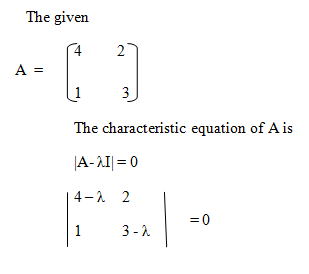 The given
4 2
A =
1 3
The characteristic equation of A is
|A-λI| = 0
4 – λ 2
= 0
1 3 - λ